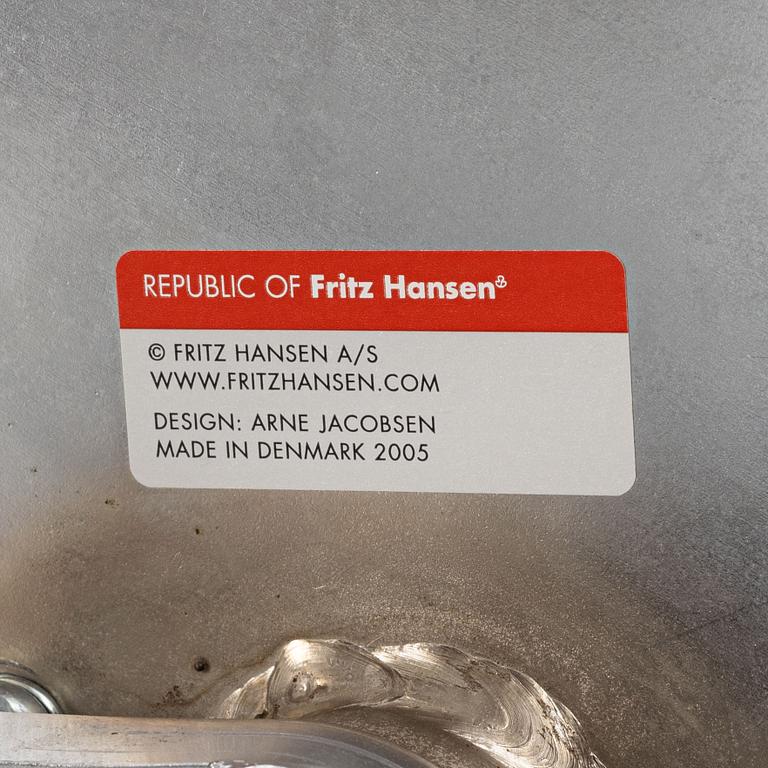 REPUBLIC OF Fritz Hansen
© FRITZ HANSEN A/S
WWW.FRITZHANSEN.COM
DESIGN: ARNE JACOBSEN
MADE IN DENMARK 2005